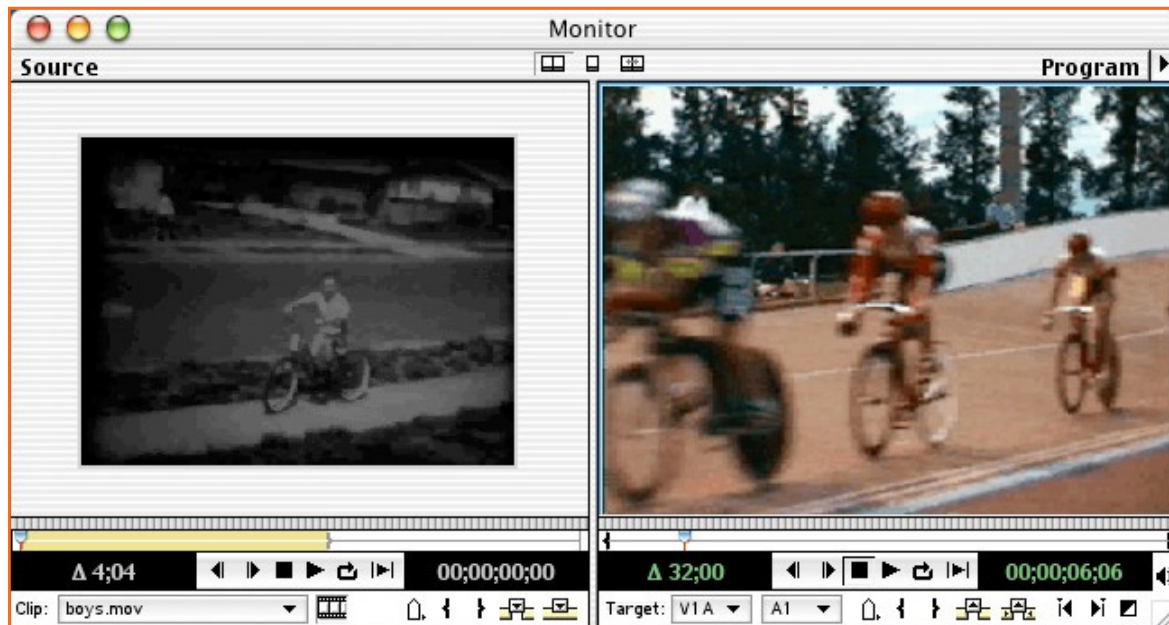 Monitor
Source Program
Δ 4;04 00;00;00;00 Δ 32;00 00;00;06;06
Clip: boys.mov Target: V1 A A1